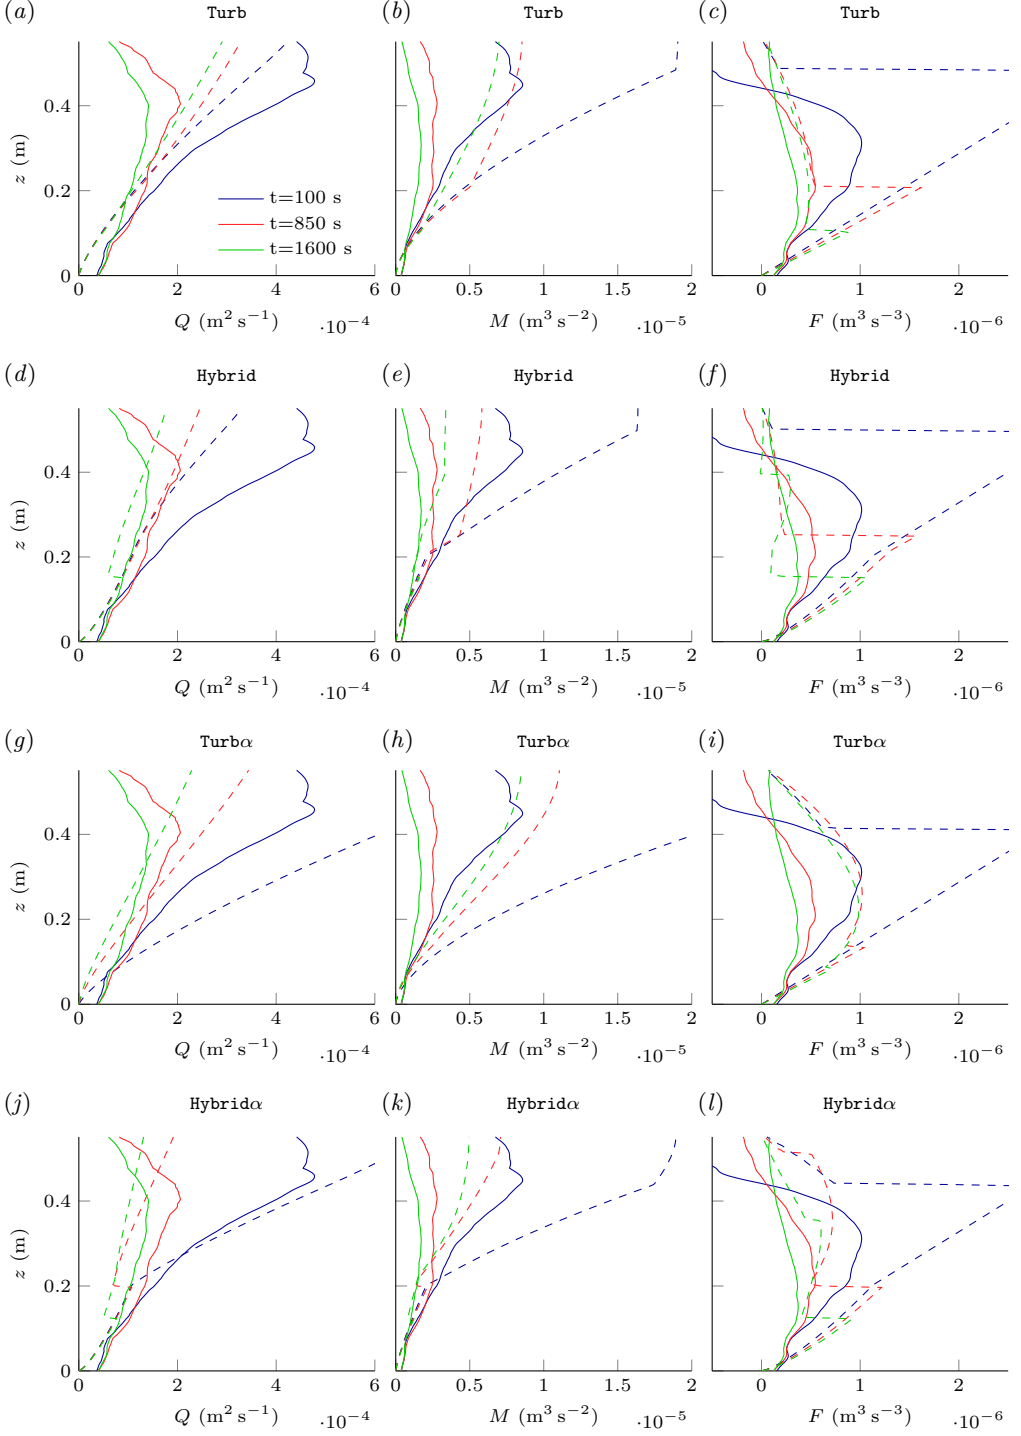 (a) Turb (b) Turb (c) Turb
0.4
0.2
0
z (m)
t=100 s
t=850 s
t=1600 s
0 2 4 6 0 0.5 1 1.5 2 0 1 2
Q (m² s⁻¹) ·10⁻⁴ M (m³ s⁻²) ·10⁻⁵ F (m³ s⁻³) ·10⁻⁶
(d) Hybrid (e) Hybrid (f) Hybrid
0.4
0.2
0
z (m)
0 2 4 6 0 0.5 1 1.5 2 0 1 2
Q (m² s⁻¹) ·10⁻⁴ M (m³ s⁻²) ·10⁻⁵ F (m³ s⁻³) ·10⁻⁶
(g) Turbα (h) Turbα (i) Turbα
0.4
0.2
0
z (m)
0 2 4 6 0 0.5 1 1.5 2 0 1 2
Q (m² s⁻¹) ·10⁻⁴ M (m³ s⁻²) ·10⁻⁵ F (m³ s⁻³) ·10⁻⁶
(j) Hybridα (k) Hybridα (l) Hybridα
0.4
0.2
0
z (m)
0 2 4 6 0 0.5 1 1.5 2 0 1 2
Q (m² s⁻¹) ·10⁻⁴ M (m³ s⁻²) ·10⁻⁵ F (m³ s⁻³) ·10⁻⁶